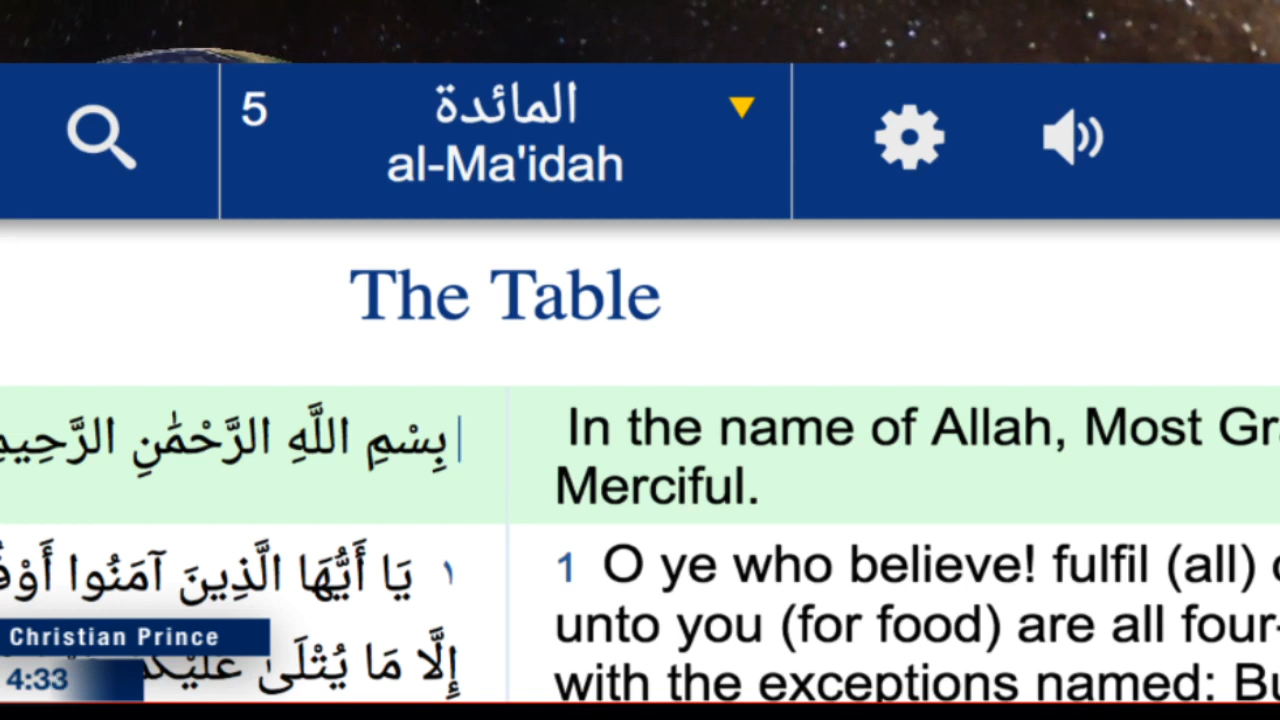 5
المائدة
al-Ma'idah
The Table
بِسْمِ اللَّهِ الرَّحْمَٰنِ
In the name of Allah, Most
Merciful.
١ يَا أَيُّهَا الَّذِينَ آمَنُوا
1 O ye who believe! fulfil (all)
إِلَّا مَا يُتْلَىٰ عَلَيْكُمْ
unto you (for food) are all four-
with the exceptions named:
Christian Prince
4:33